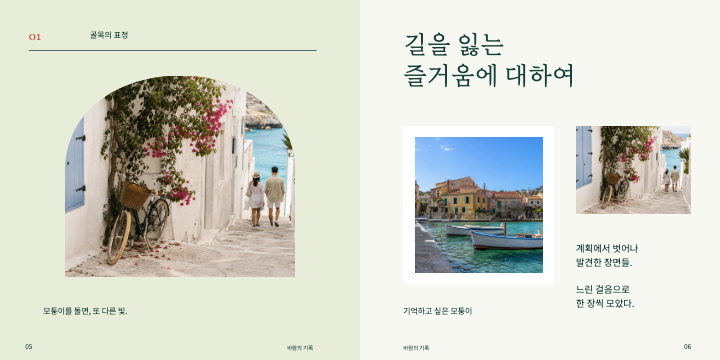 01
골목의 표정
모퉁이를 돌면, 또 다른 빛.
05
바람의 기록
길을 잃는
즐거움에 대하여
계획에서 벗어나
발견한 장면들.
느린 걸음으로
한 장씩 모았다.
기억하고 싶은 모퉁이
바람의 기록
06